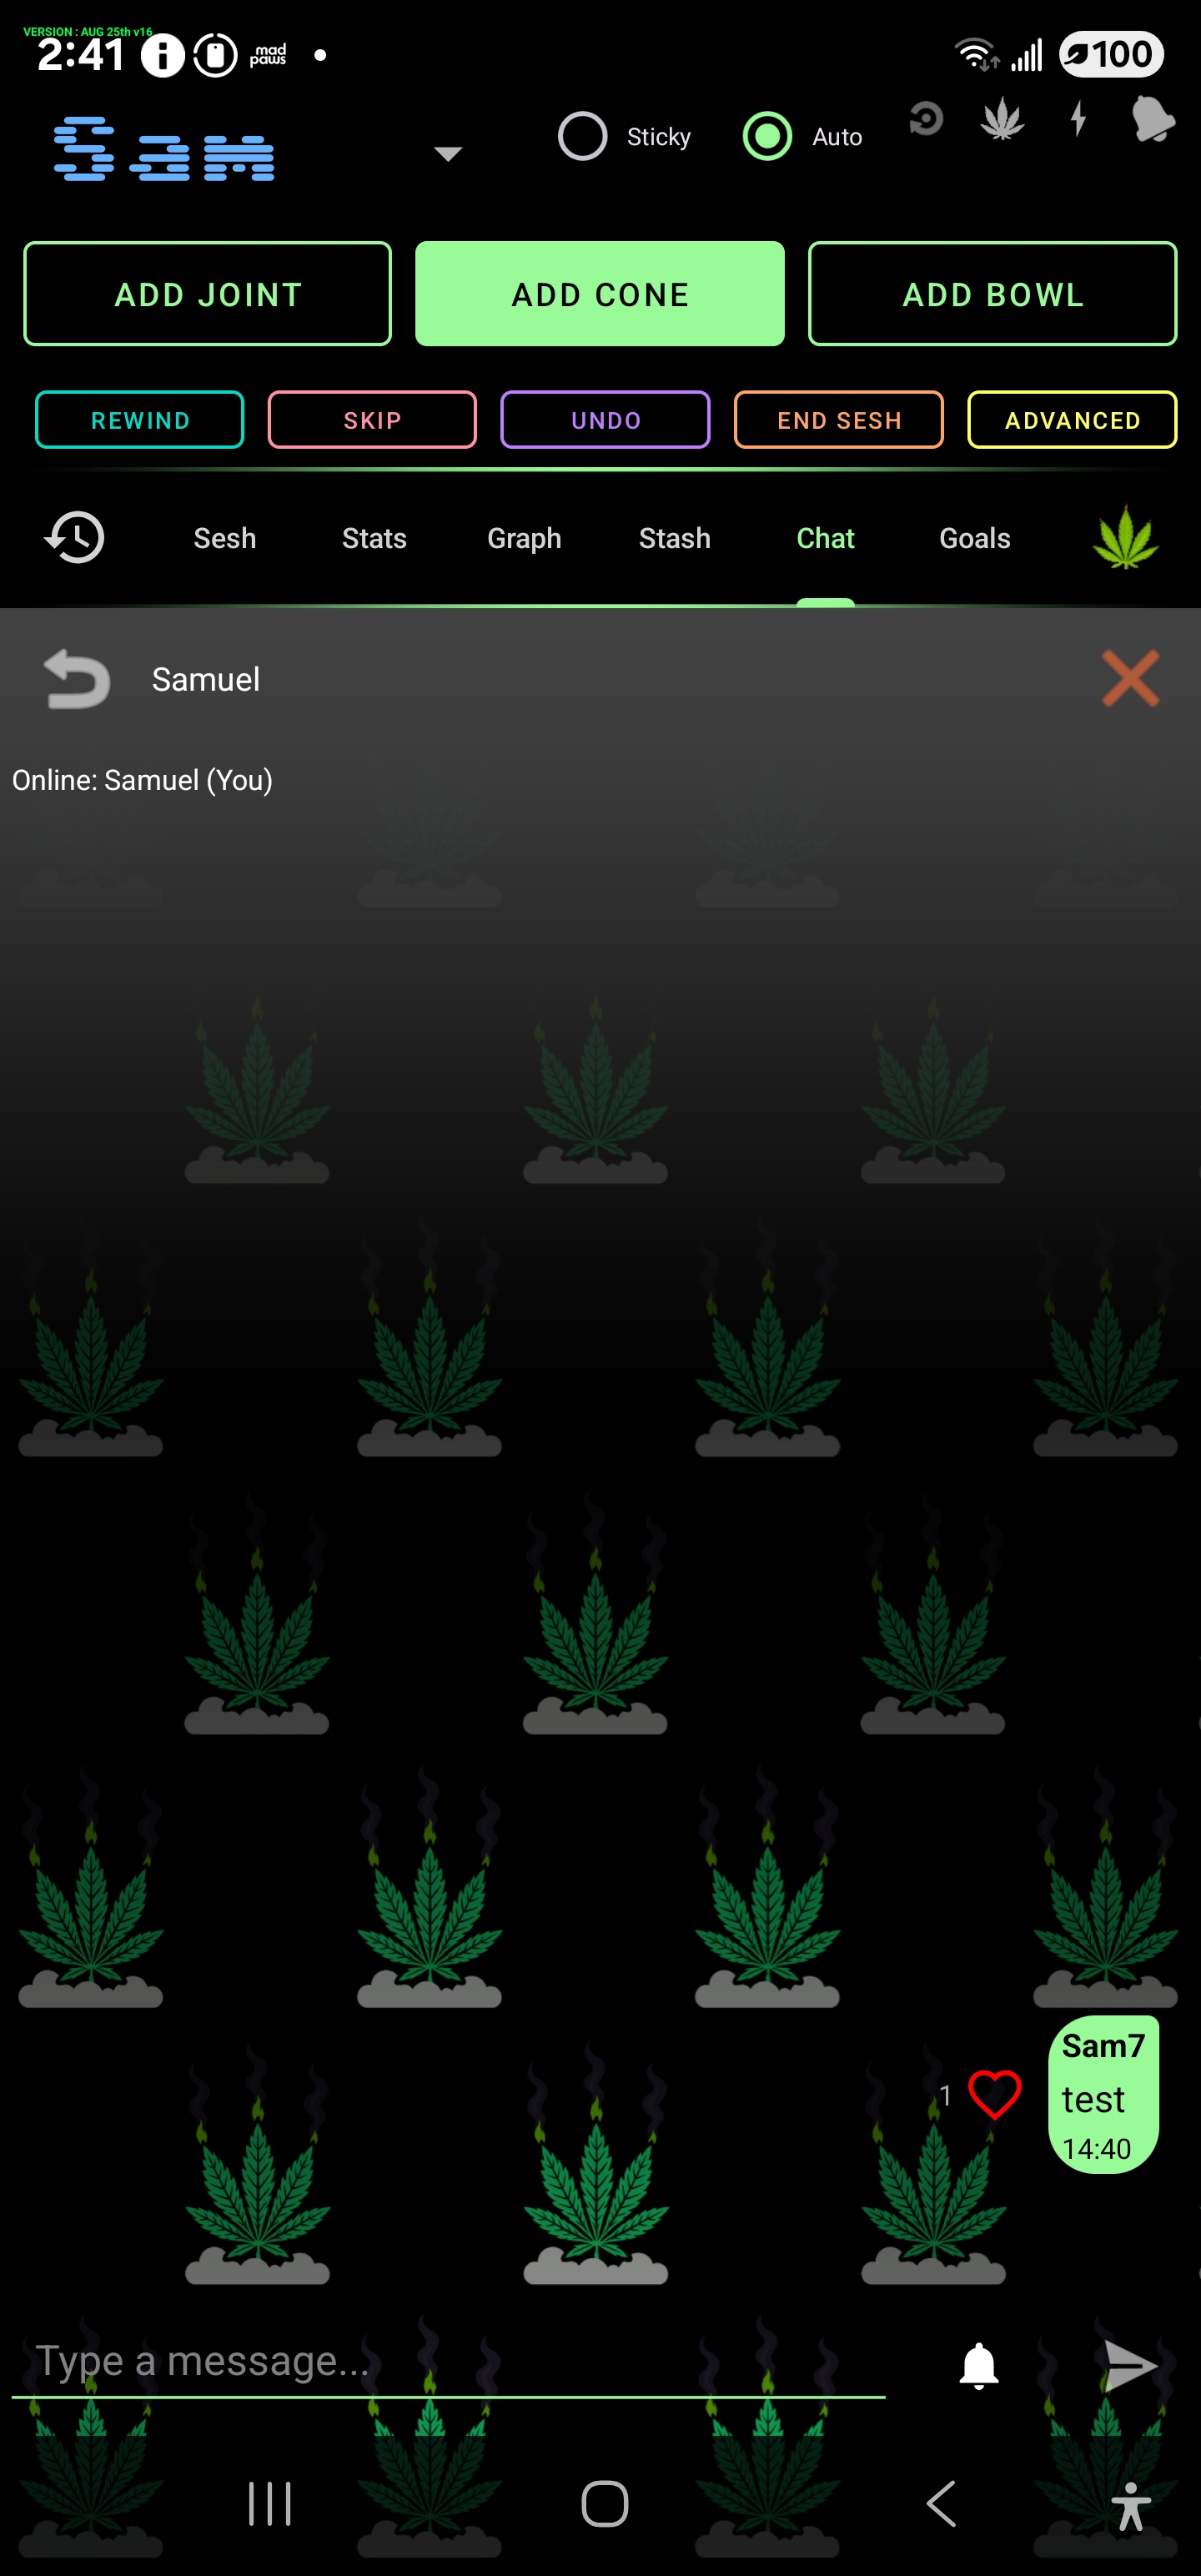 VERSION : AUG 25th v16
2:41
mad paws
100
Sam
Sticky
Auto
ADD JOINT
ADD CONE
ADD BOWL
REWIND
SKIP
UNDO
END SESH
ADVANCED
Sesh
Stats
Graph
Stash
Chat
Goals
Samuel
Online: Samuel (You)
Sam7
1
test
14:40
Type a message...